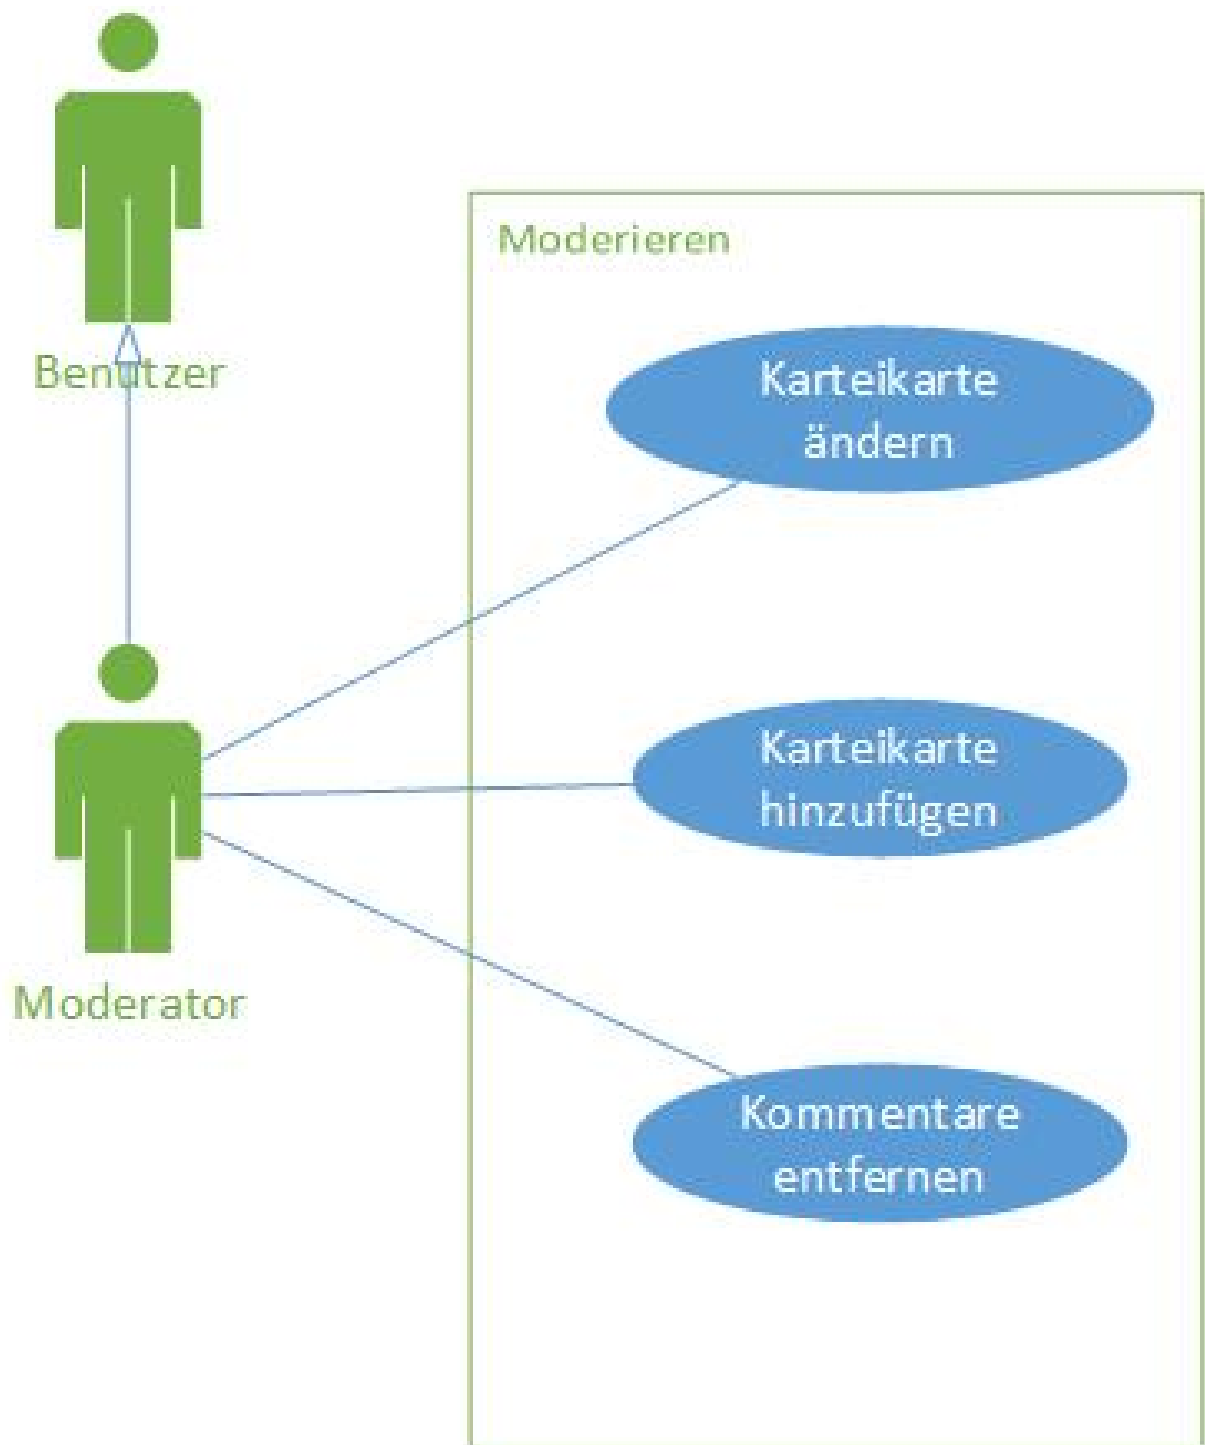 Benutzer
Moderieren
Karteikarte
ändern
Karteikarte
hinzufügen
Moderator
Kommentare
entfernen